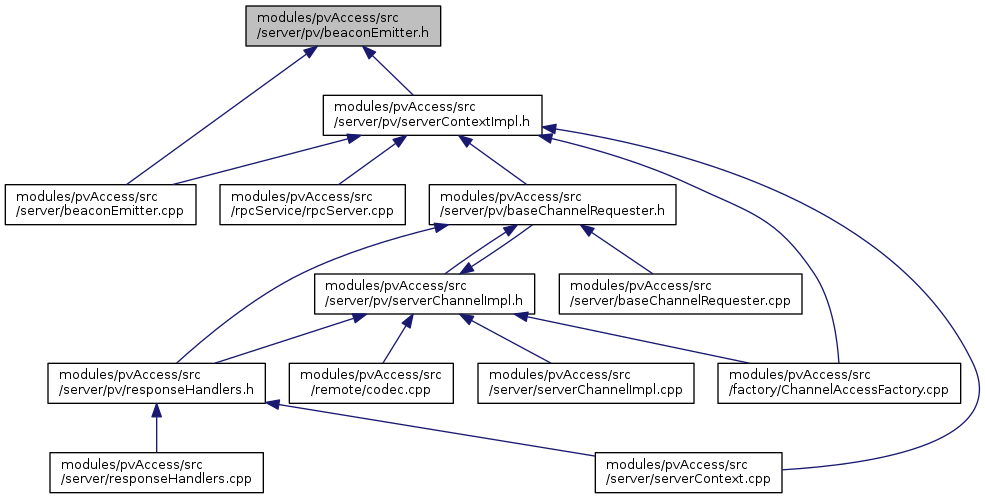 modules/pvAccess/src
/server/pv/beaconEmitter.h
modules/pvAccess/src
/server/pv/serverContextImpl.h
modules/pvAccess/src
/server/beaconEmitter.cpp
modules/pvAccess/src
/rpcService/rpcServer.cpp
modules/pvAccess/src
/server/pv/baseChannelRequester.h
modules/pvAccess/src
/server/pv/serverChannelImpl.h
modules/pvAccess/src
/server/baseChannelRequester.cpp
modules/pvAccess/src
/server/pv/responseHandlers.h
modules/pvAccess/src
/remote/codec.cpp
modules/pvAccess/src
/server/serverChannelImpl.cpp
modules/pvAccess/src
/factory/ChannelAccessFactory.cpp
modules/pvAccess/src
/server/responseHandlers.cpp
modules/pvAccess/src
/server/serverContext.cpp